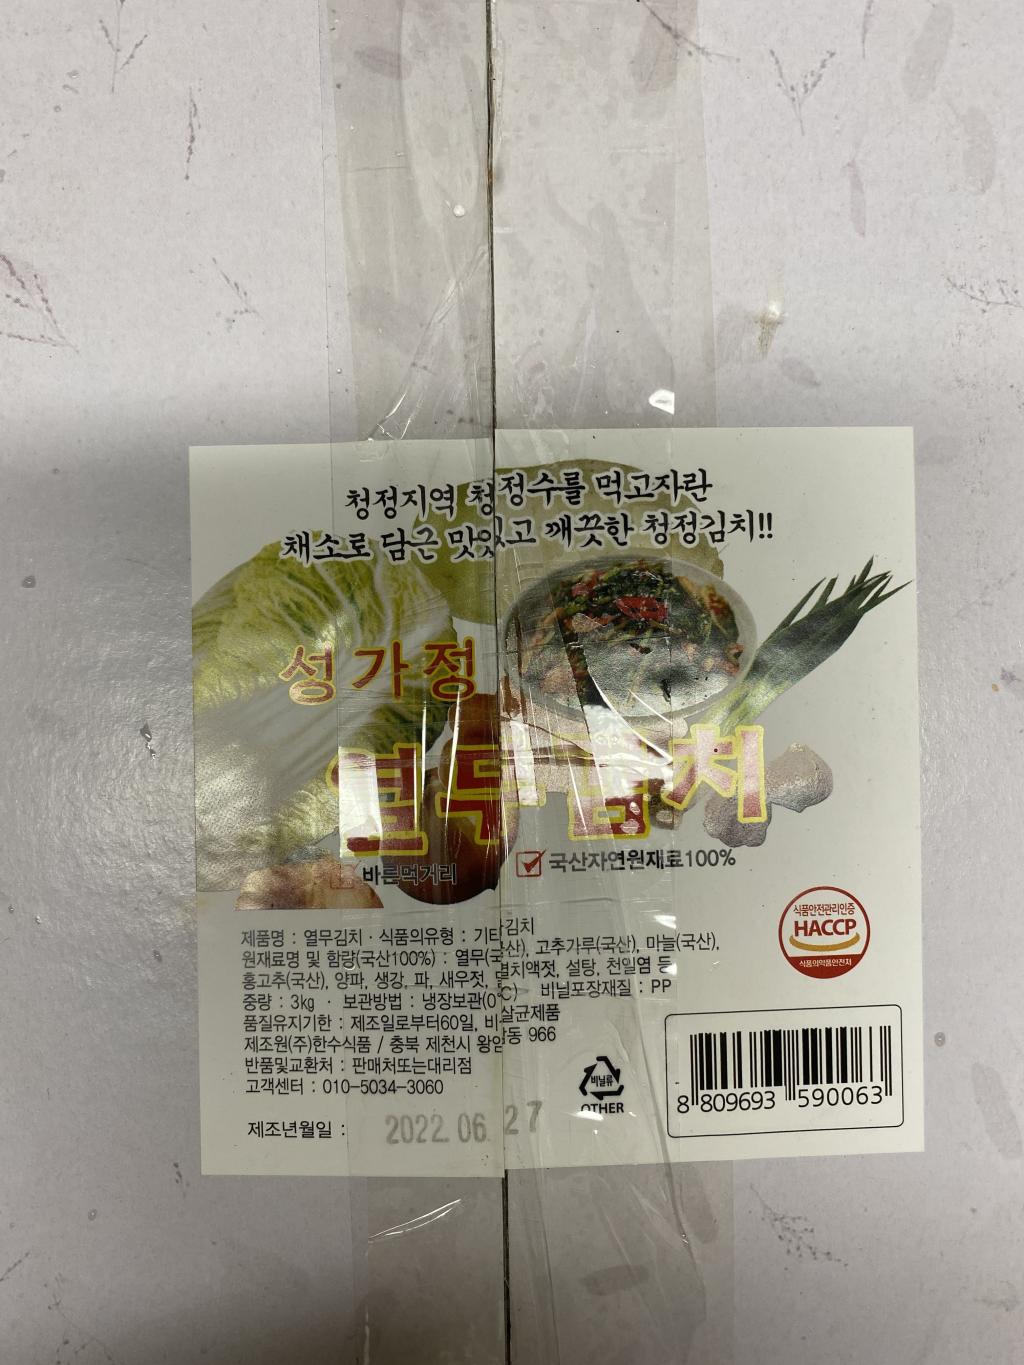 청정지역 청정수를 먹고자란
채소로 담근 맛있고 깨끗한 청정김치!!
성가정
열무김치
바른먹거리
국산자연원재료100%
제품명 : 열무김치 · 식품의유형 : 기타김치
원재료명 및 함량(국산100%) : 열무(국산), 고추가루(국산), 마늘(국산),
홍고추(국산), 양파, 생강, 파, 새우젓, 멸치액젓, 설탕, 천일염 등
중량 : 3kg · 보관방법 : 냉장보관(0℃) 비닐포장재질 : PP
품질유지기한 : 제조일로부터60일, 비살균제품
제조원(주)한수식품 / 충북 제천시 왕암동 966
반품및교환처 : 판매처또는대리점
고객센터 : 010-5034-3060
제조년월일 : 2022.06.27
식품안전관리인증
HACCP
식품의약품안전처
비닐류
OTHER
8 809693 590063